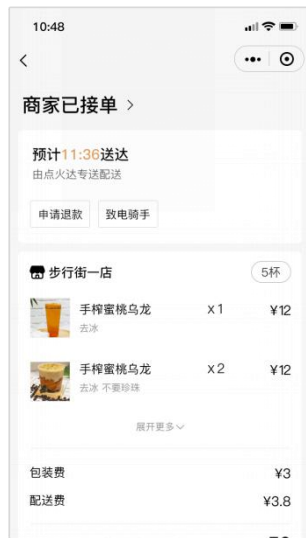 10:48
商家已接单 >
预计11:36送达
由点火达专送配送
申请退款 致电骑手
步行街一店 5杯
手榨蜜桃乌龙 x1 ¥12
去冰
手榨蜜桃乌龙 x2 ¥12
去冰 不要珍珠
展开更多
包装费 ¥3
配送费 ¥3.8